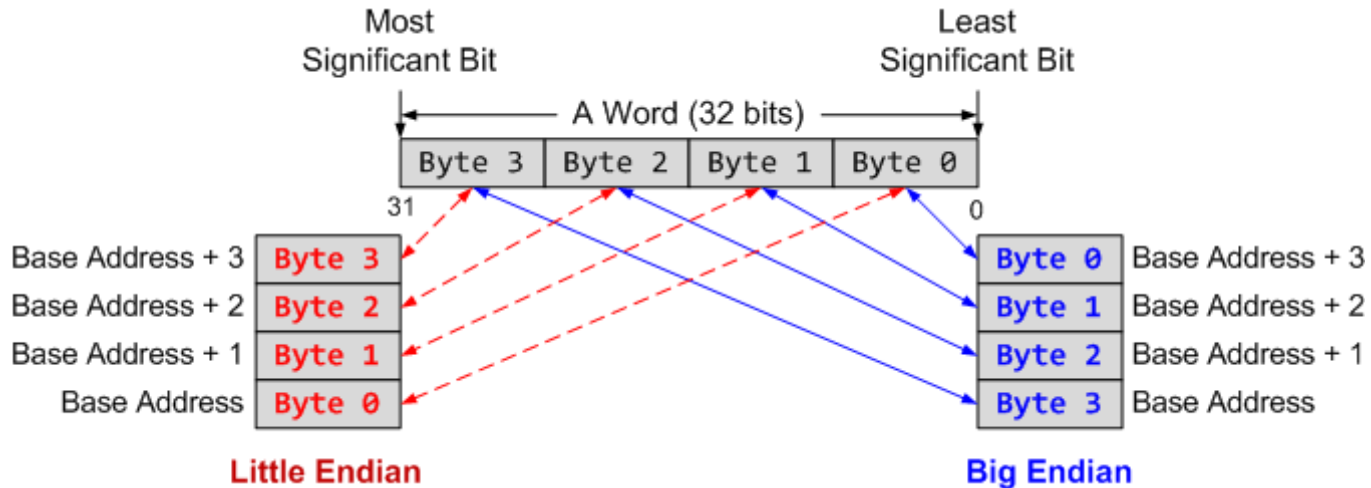 Most
Significant Bit
Least
Significant Bit
A Word (32 bits)
Byte 3 Byte 2 Byte 1 Byte 0
31 0
Base Address + 3 Byte 3 Byte 0 Base Address + 3
Base Address + 2 Byte 2 Byte 1 Base Address + 2
Base Address + 1 Byte 1 Byte 2 Base Address + 1
Base Address Byte 0 Byte 3 Base Address
Little Endian Big Endian